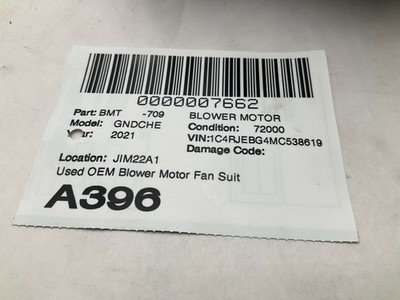 0000007662
Part: BMT -709 BLOWER MOTOR
Model: GNDCHE Condition: 72000
Year: 2021 VIN:1C4RJEBG4MC538619
Damage Code:
Location: JIM22A1
Used OEM Blower Motor Fan Suit
A396